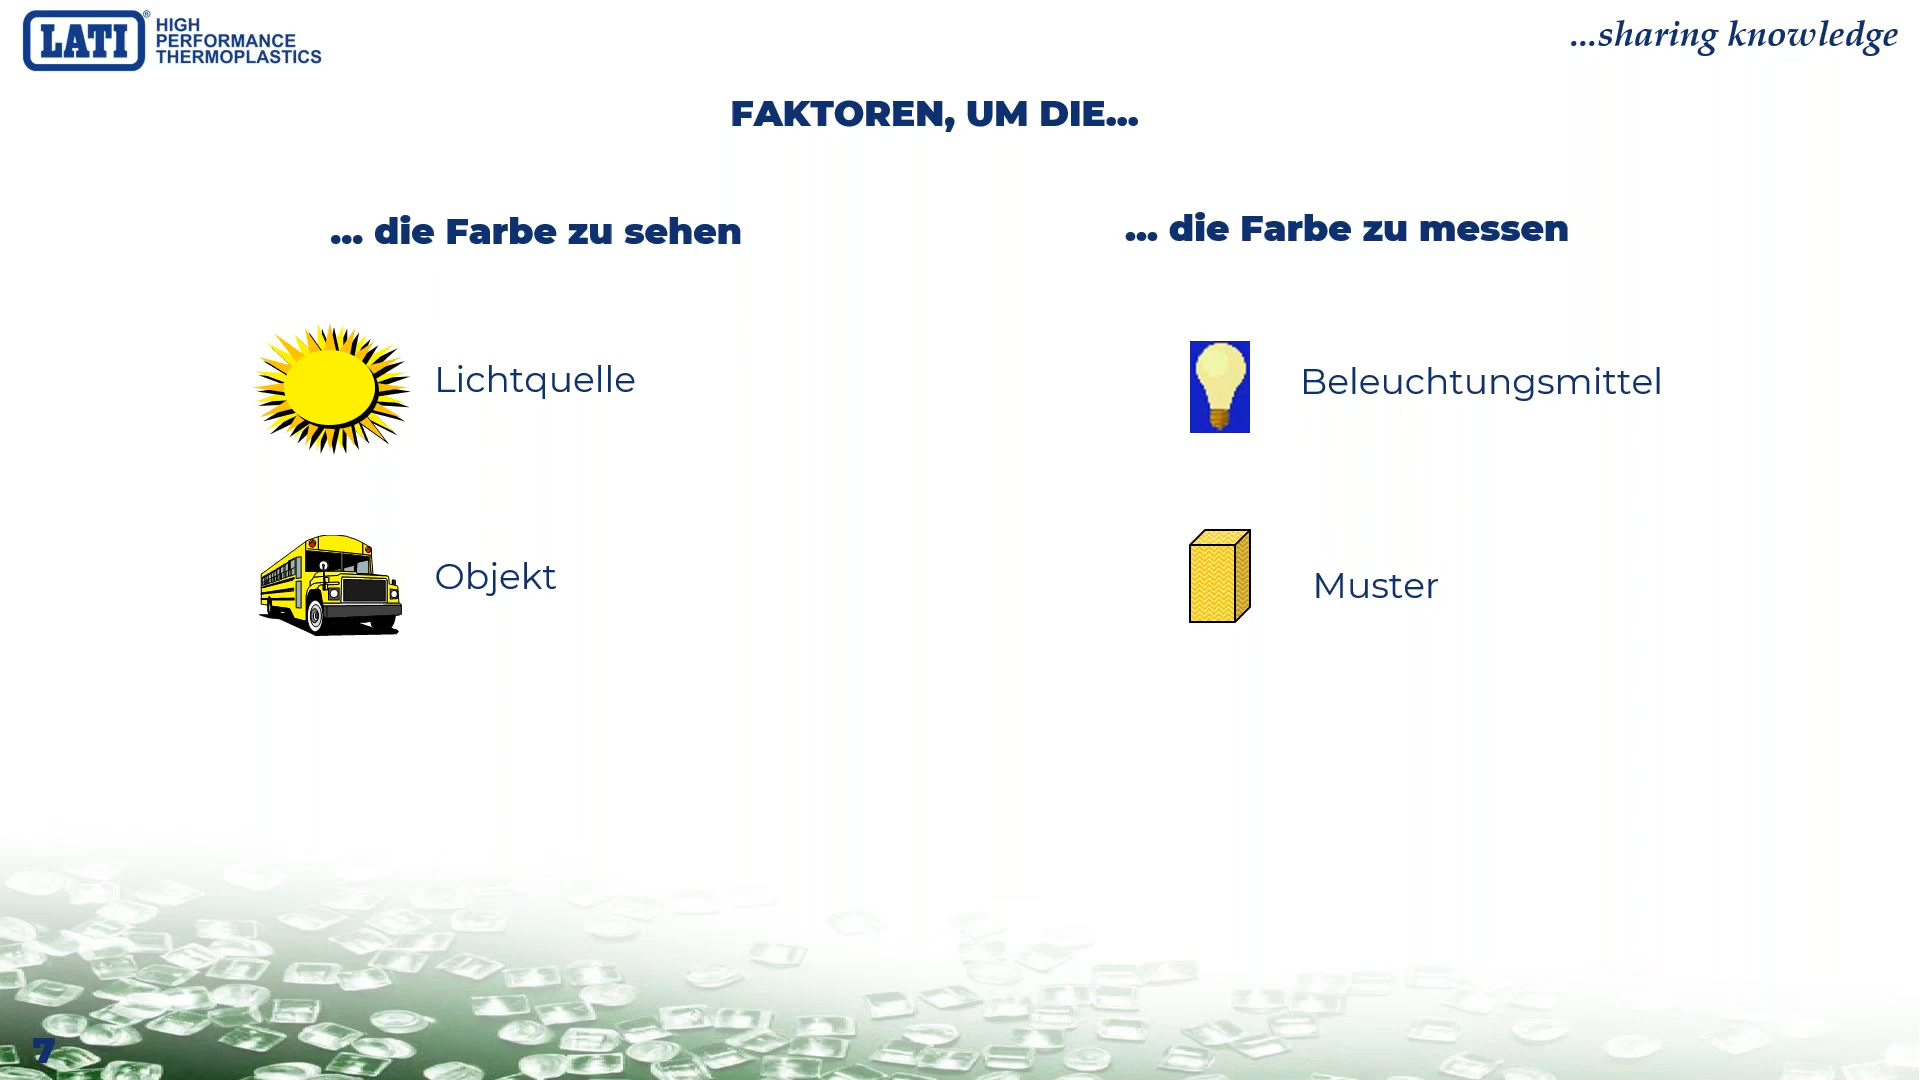 LATI®
HIGH
PERFORMANCE
THERMOPLASTICS
...sharing knowledge
FAKTOREN, UM DIE...
... die Farbe zu sehen
... die Farbe zu messen
Lichtquelle
Beleuchtungsmittel
Objekt
Muster
7